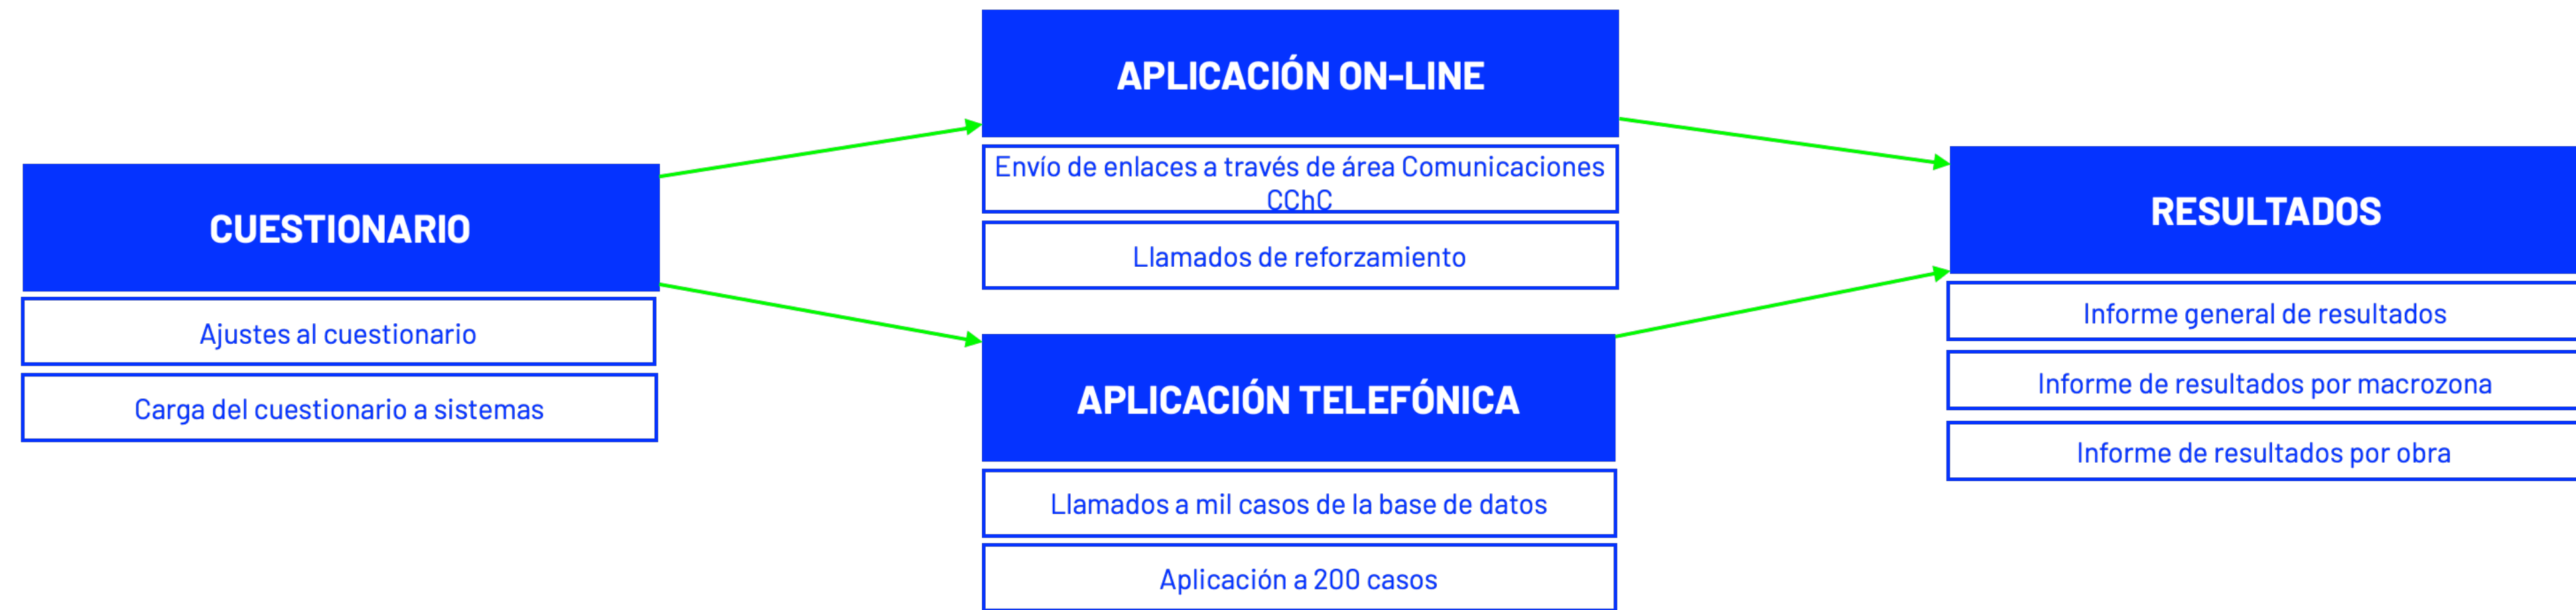 CUESTIONARIO
Ajustes al cuestionario
Carga del cuestionario a sistemas
APLICACIÓN ON-LINE
Envío de enlaces a través de área Comunicaciones
CChC
Llamados de reforzamiento
APLICACIÓN TELEFÓNICA
Llamados a mil casos de la base de datos
Aplicación a 200 casos
RESULTADOS
Informe general de resultados
Informe de resultados por macrozona
Informe de resultados por obra